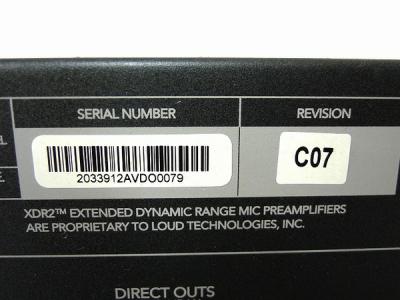 SERIAL NUMBER REVISION
2033912AVDO0079 C07
XDR2™ EXTENDED DYNAMIC RANGE MIC PREAMPLIFIERS
ARE PROPRIETARY TO LOUD TECHNOLOGIES, INC.
DIRECT OUTS